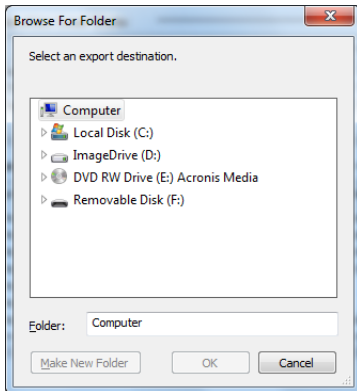 Browse For Folder
Select an export destination.
Computer
Local Disk (C:)
ImageDrive (D:)
DVD RW Drive (E:) Acronis Media
Removable Disk (F:)
Folder: Computer
Make New Folder OK Cancel